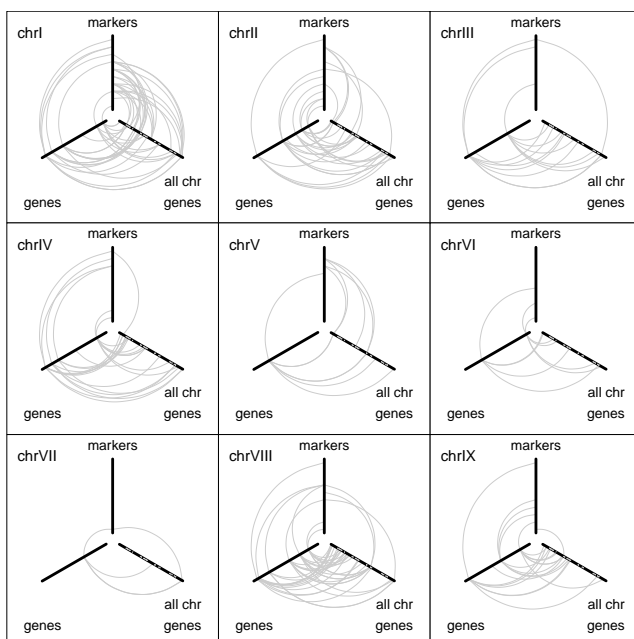 chrI
markers
genes
all chr
genes
chrII
markers
genes
all chr
genes
chrIII
markers
genes
all chr
genes
chrIV
markers
genes
all chr
genes
chrV
markers
genes
all chr
genes
chrVI
markers
genes
all chr
genes
chrVII
markers
genes
all chr
genes
chrVIII
markers
genes
all chr
genes
chrIX
markers
genes
all chr
genes